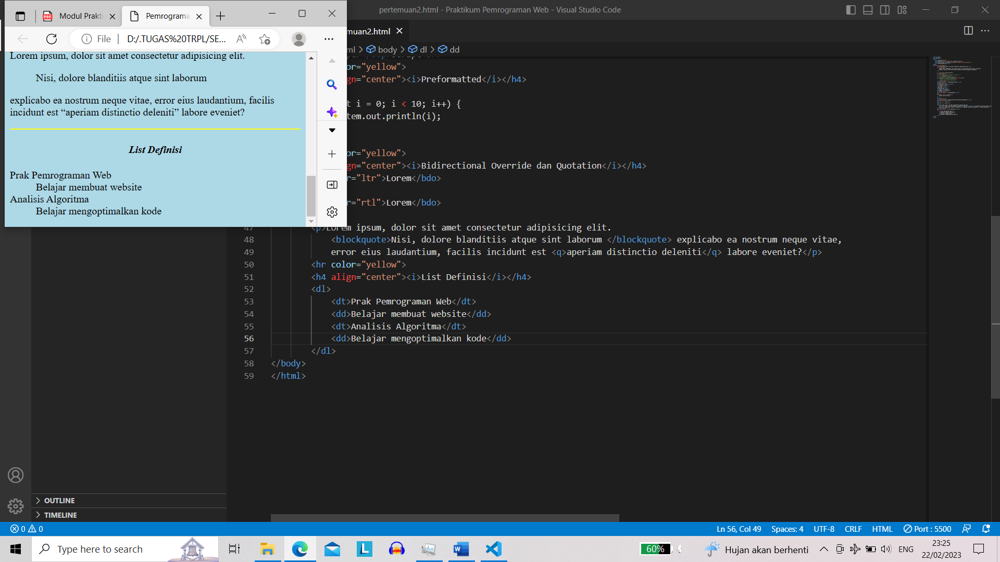 Modul Prakti
Pemrograma
File
D:/.TUGAS%20TRPL/SE...
Lorem ipsum, dolor sit amet consectetur adipisicing elit.
Nisi, dolore blanditiis atque sint laborum
explicabo ea nostrum neque vitae, error eius laudantium, facilis
incidunt est “aperiam distinctio deleniti” labore eveniet?
List Definisi
Prak Pemrograman Web
Belajar membuat website
Analisis Algoritma
Belajar mengoptimalkan kode
pertemuan2.html - Praktikum Pemrograman Web - Visual Studio Code
muan2.html
ml > body > dl > dd
or="yellow">
gn="center"><i>Preformatted</i></h4>
t i = 0; i < 10; i++) {
tem.out.println(i);
or="yellow">
gn="center"><i>Bidirectional Override dan Quotation</i></h4>
r="ltr">Lorem</bdo>
r="rtl">Lorem</bdo>
47 <p>Lorem ipsum, dolor sit amet consectetur adipisicing elit.
48 <blockquote>Nisi, dolore blanditiis atque sint laborum </blockquote> explicabo ea nostrum neque vitae,
49 error eius laudantium, facilis incidunt est <q>aperiam distinctio deleniti</q> labore eveniet?</p>
50 <hr color="yellow">
51 <h4 align="center"><i>List Definisi</i></h4>
52 <dl>
53 <dt>Prak Pemrograman Web</dt>
54 <dd>Belajar membuat website</dd>
55 <dt>Analisis Algoritma</dt>
56 <dd>Belajar mengoptimalkan kode</dd>
57 </dl>
58 </body>
59 </html>
OUTLINE
TIMELINE
0 0
Ln 56, Col 49 Spaces: 4 UTF-8 CRLF HTML Port : 5500
Type here to search
60%
Hujan akan berhenti
ENG
23:25
22/02/2023